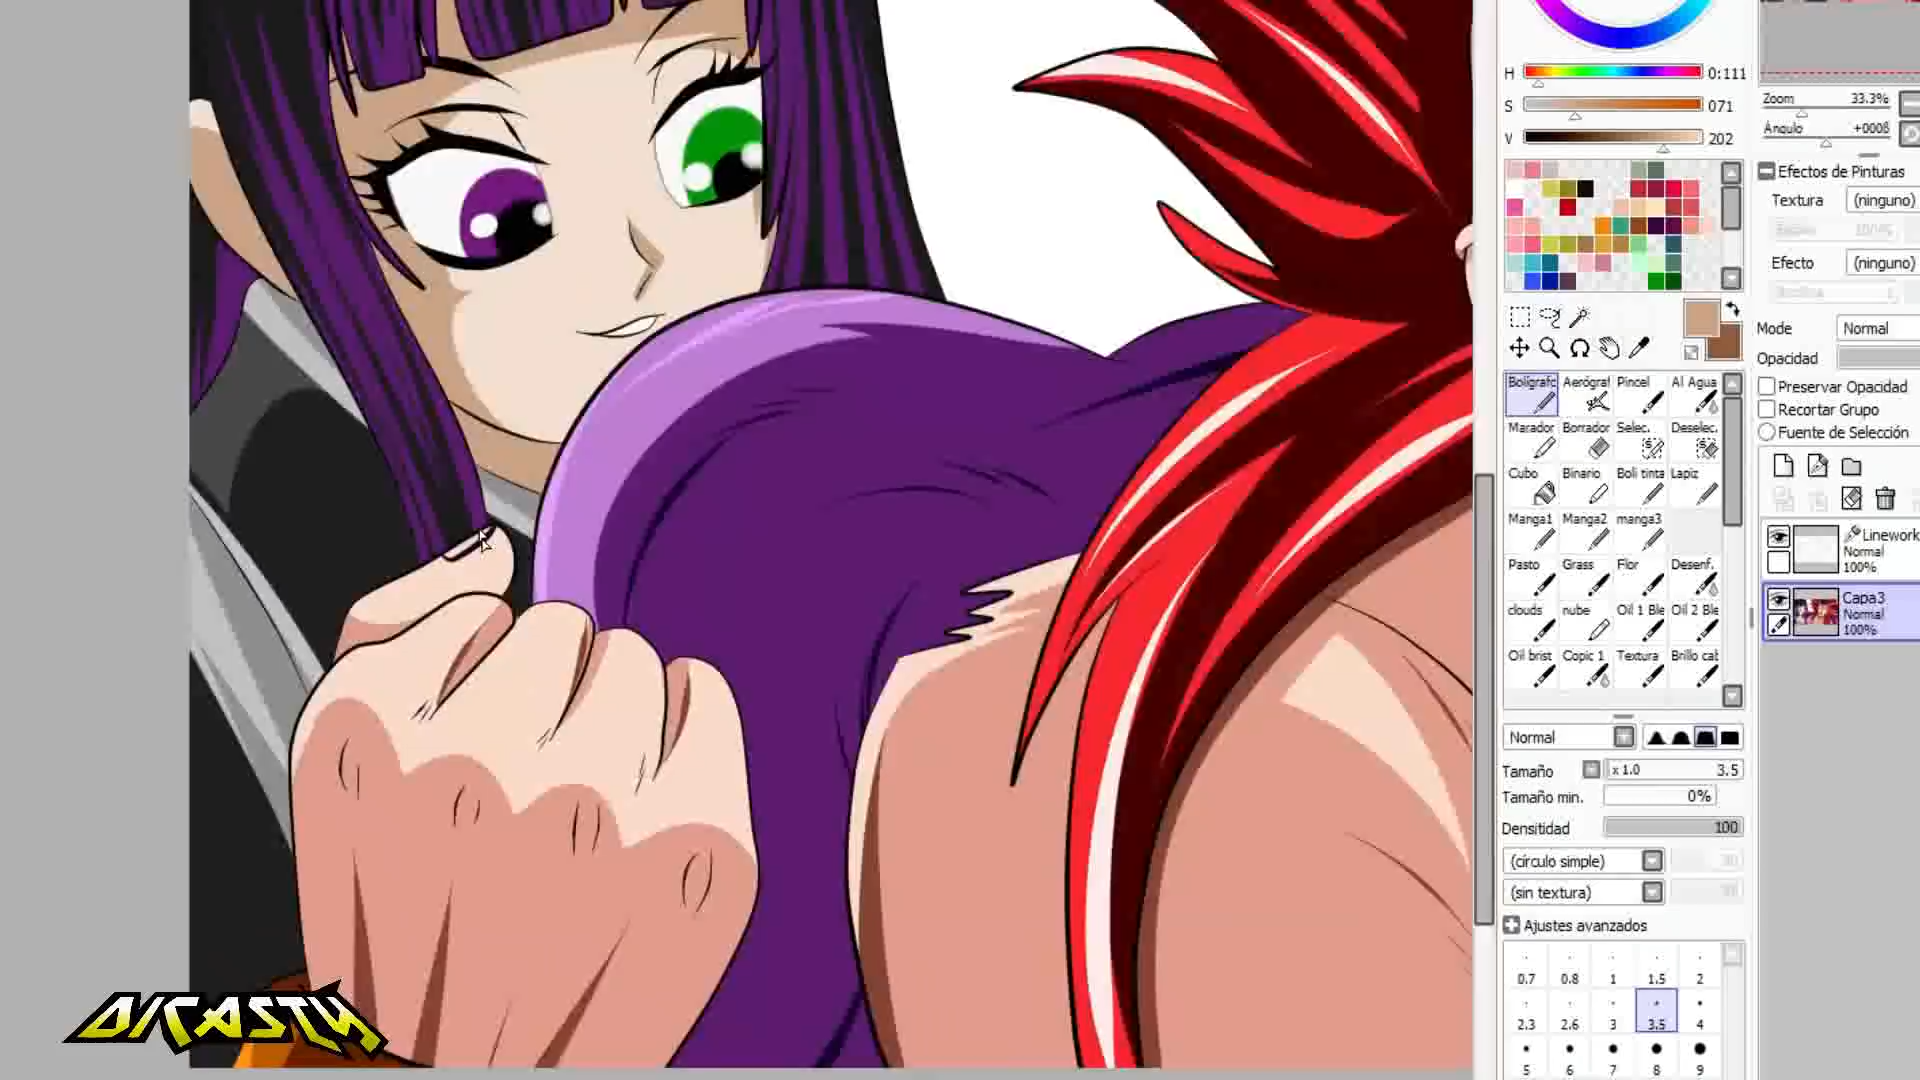 H 0:111
S 071
V 202
Zoom 33.3%
Ángulo +0008
Efectos de Pinturas
Textura (ninguno)
Efecto (ninguno)
Mode Normal
Opacidad
Preservar Opacidad
Recortar Grupo
Fuente de Selección
Bolígrafo Aerógraf Pincel Al Agua
Marador Borrador Selec. Deselec.
Cubo Binario Boli tinta Lapiz
Manga1 Manga2 manga3
Pasto Grass Flor Desenf.
clouds nube Oil 1 Ble Oil 2 Ble
Oil brist Copic 1 Textura Brillo cab
Linework
Normal
100%
Capa3
Normal
100%
Normal
Tamaño x 1.0 3.5
Tamaño min. 0%
Densitidad 100
(círculo simple)
(sin textura)
Ajustes avanzados
0.7 0.8 1 1.5 2
2.3 2.6 3 3.5 4
5 6 7 8 9
DICASTY